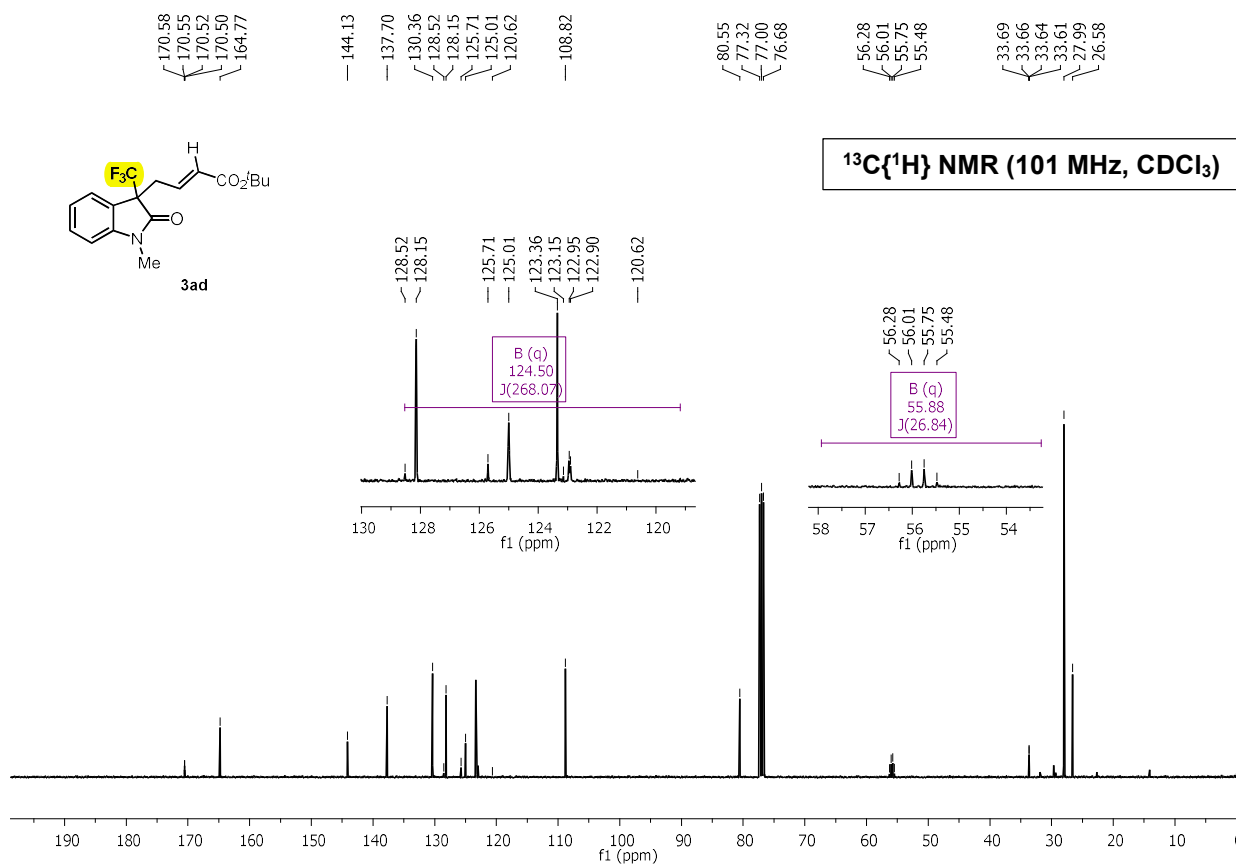 170.58
170.55
170.52
170.50
164.77
144.13
137.70
130.36
128.52
128.15
125.71
125.01
120.62
108.82
80.55
77.32
77.00
76.68
56.28
56.01
55.75
55.48
33.69
33.66
33.64
33.61
27.99
26.58
¹³C{¹H} NMR (101 MHz, CDCl₃)
F₃C
H
CO₂ᵗBu
O
N
Me
3ad
128.52
128.15
125.71
125.01
123.36
123.15
122.95
122.90
120.62
B (q)
124.50
J(268.07)
130 128 126 124 122 120
f1 (ppm)
56.28
56.01
55.75
55.48
B (q)
55.88
J(26.84)
58 57 56 55 54
f1 (ppm)
190 180 170 160 150 140 130 120 110 100 90 80 70 60 50 40 30 20 10 0
f1 (ppm)